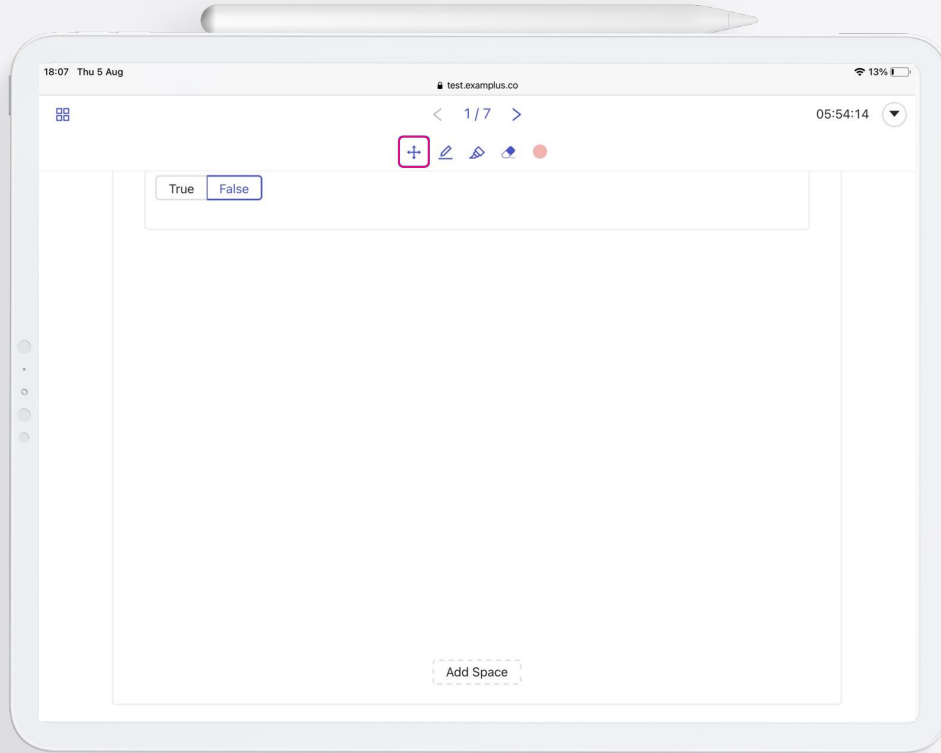 18:07 Thu 5 Aug
13%
test.examplus.co
1/7
05:54:14
True False
Add Space